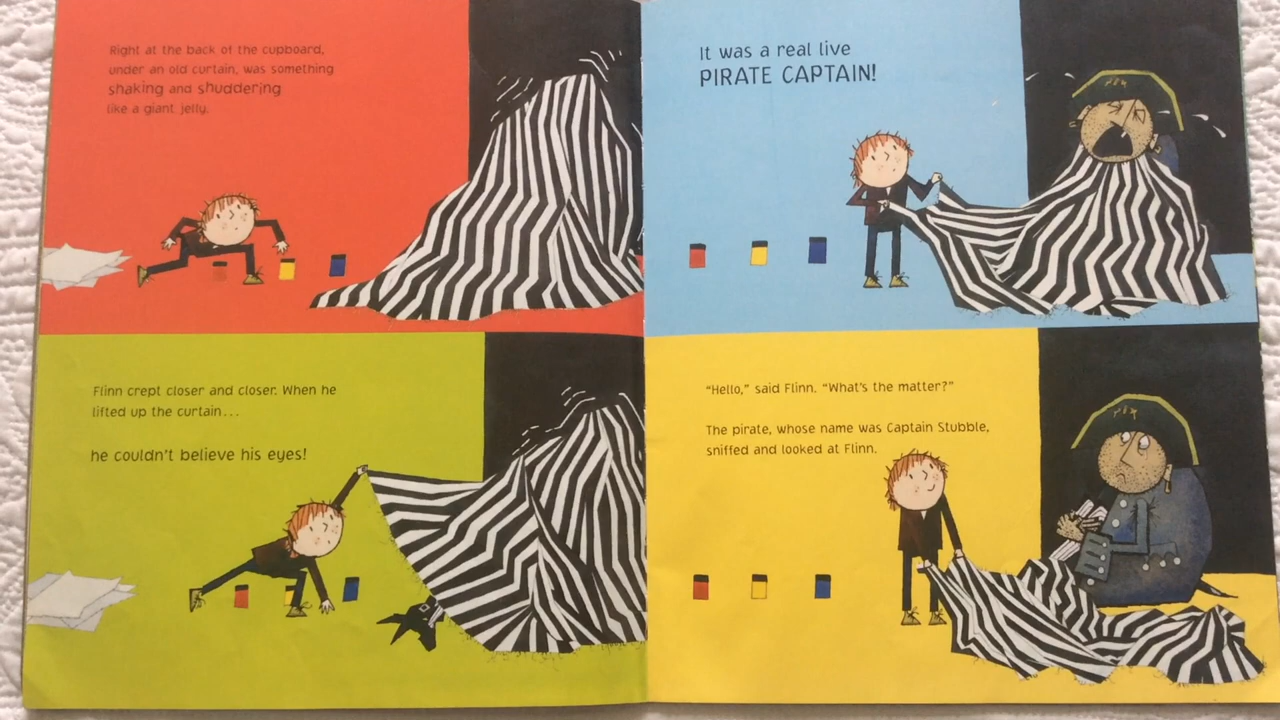 Right at the back of the cupboard,
under an old curtain, was something
shaking and shuddering
like a giant jelly.
Flinn crept closer and closer. When he
lifted up the curtain...
he couldn't believe his eyes!
It was a real live
PIRATE CAPTAIN!
“Hello,” said Flinn. “What's the matter?”
The pirate, whose name was Captain Stubble,
sniffed and looked at Flinn.